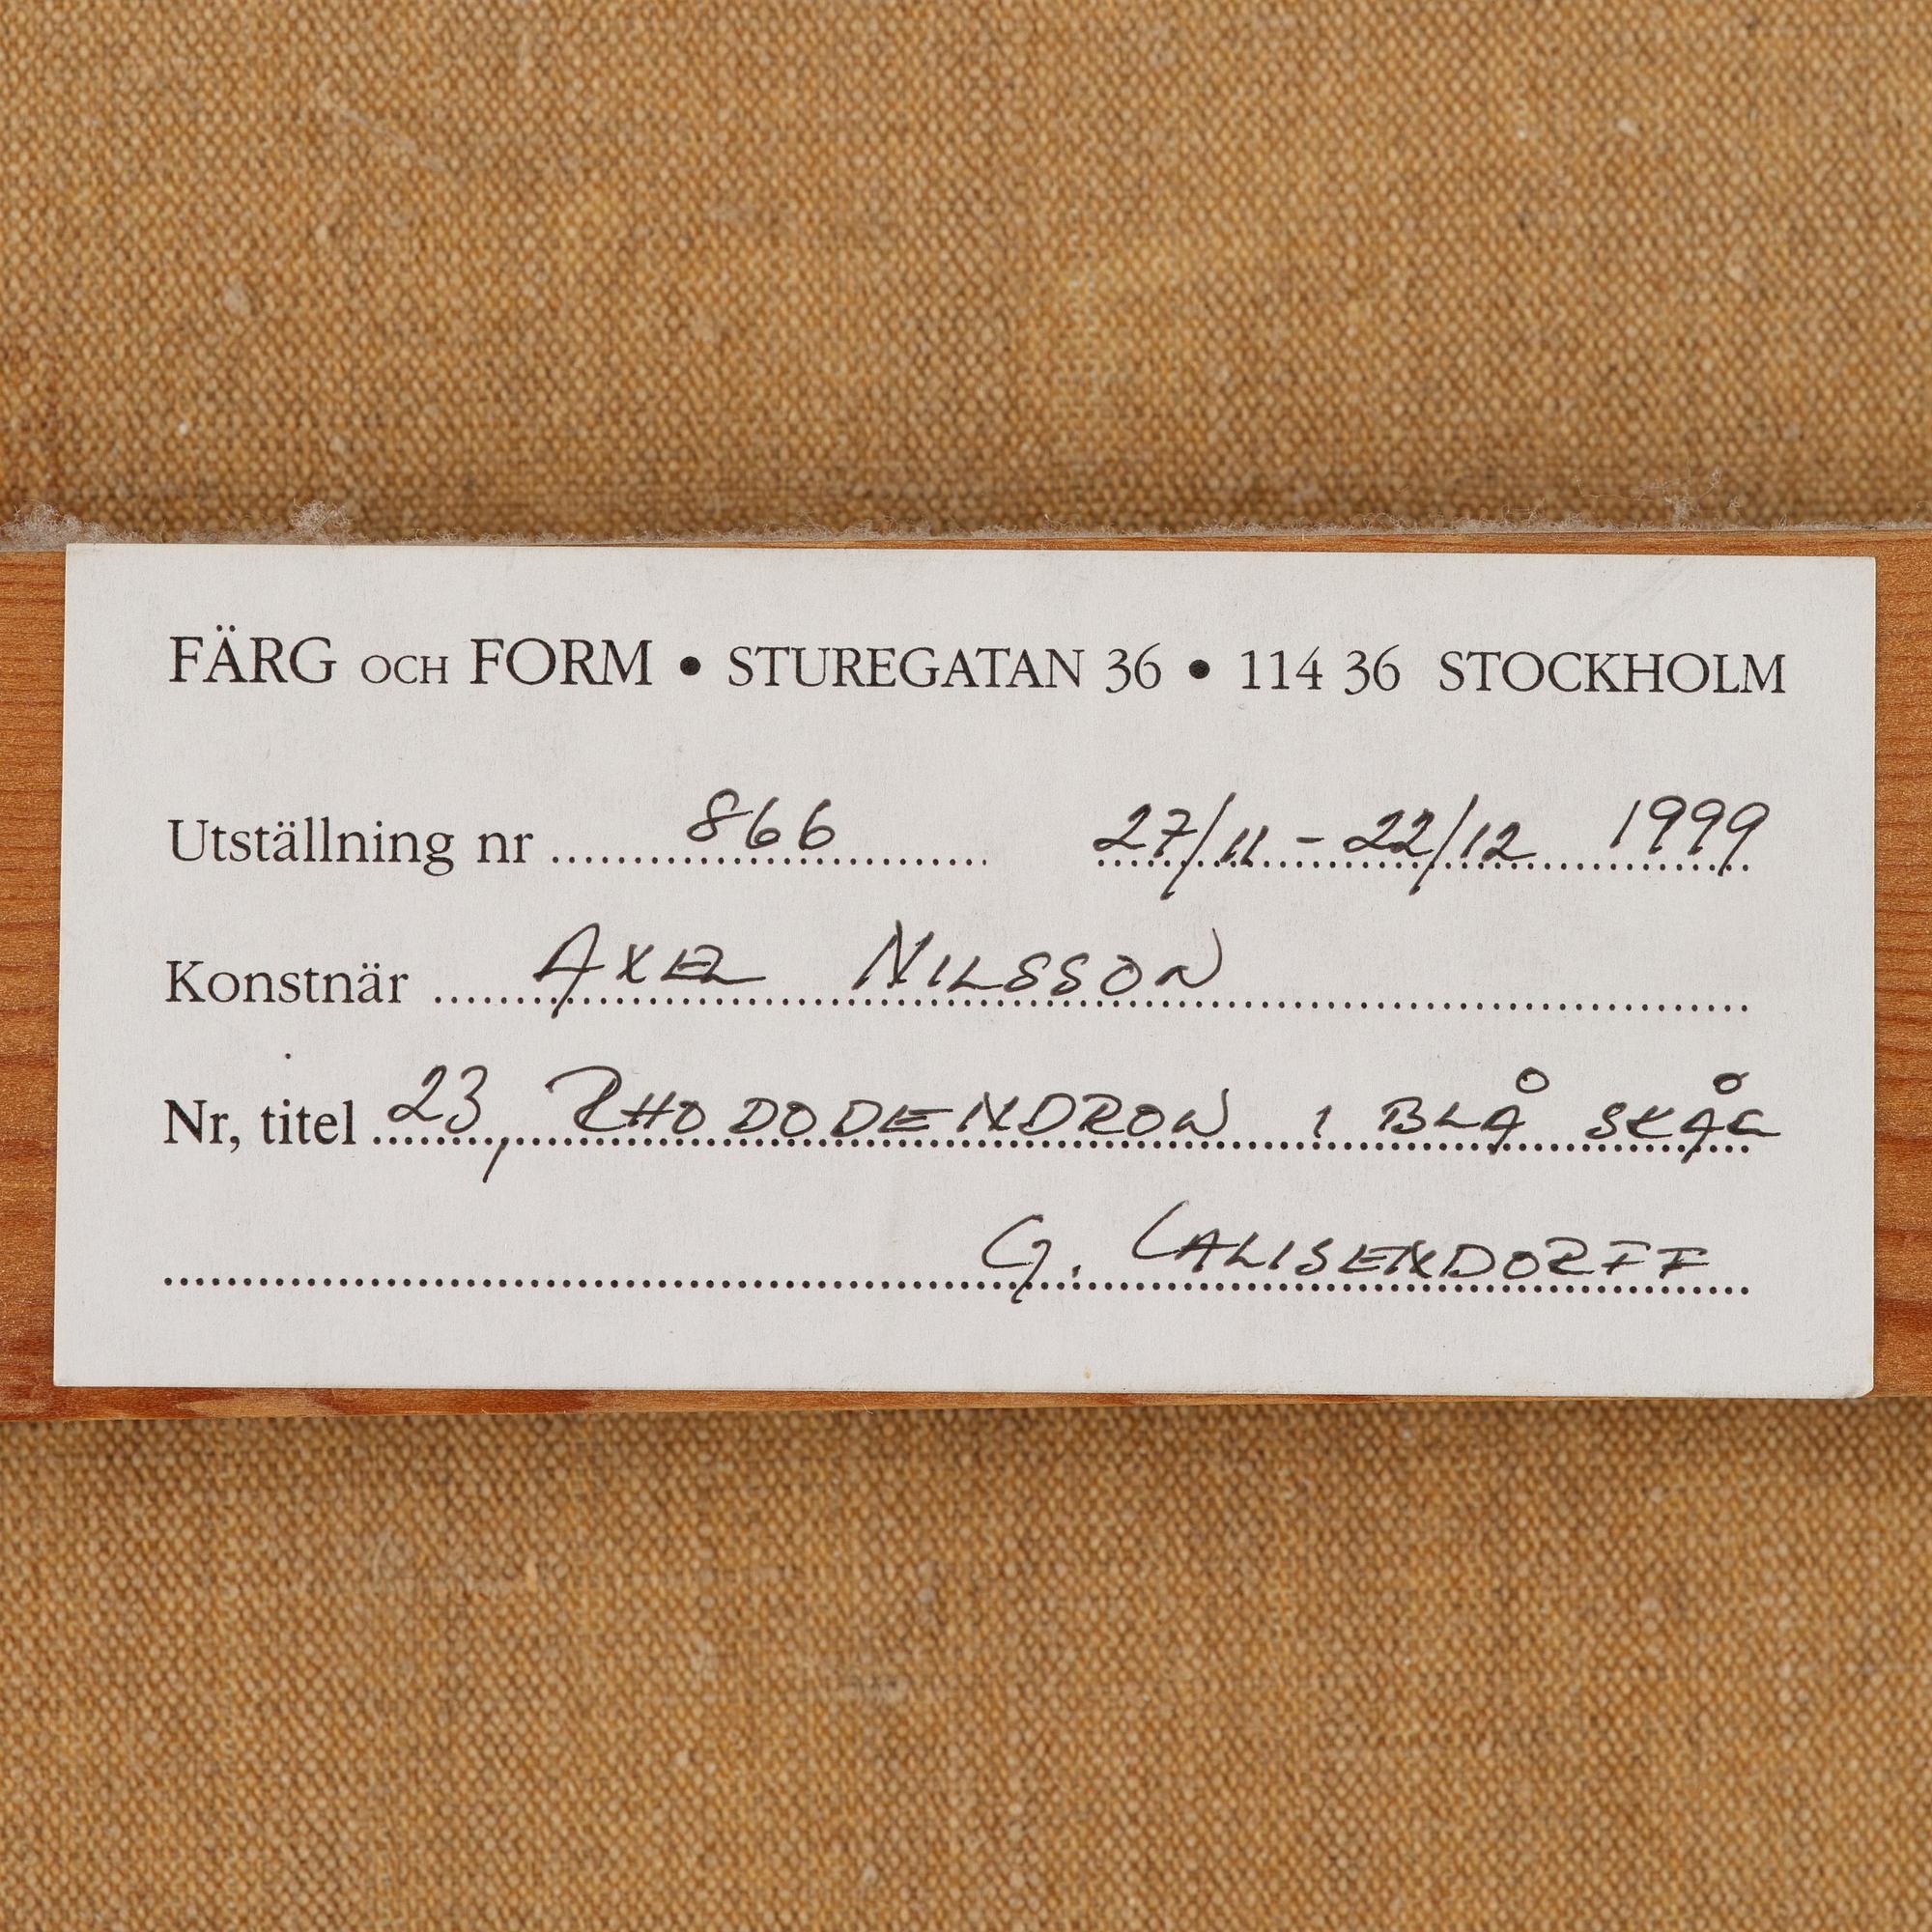 FÄRG OCH FORM • STUREGATAN 36 • 114 36 STOCKHOLM
Utställning nr 866 27/11 - 22/12 1999
Konstnär AXEL NILSSON
Nr, titel 23, RHODODENDRON I BLÅ SKÅL
G. CALISENDORFF